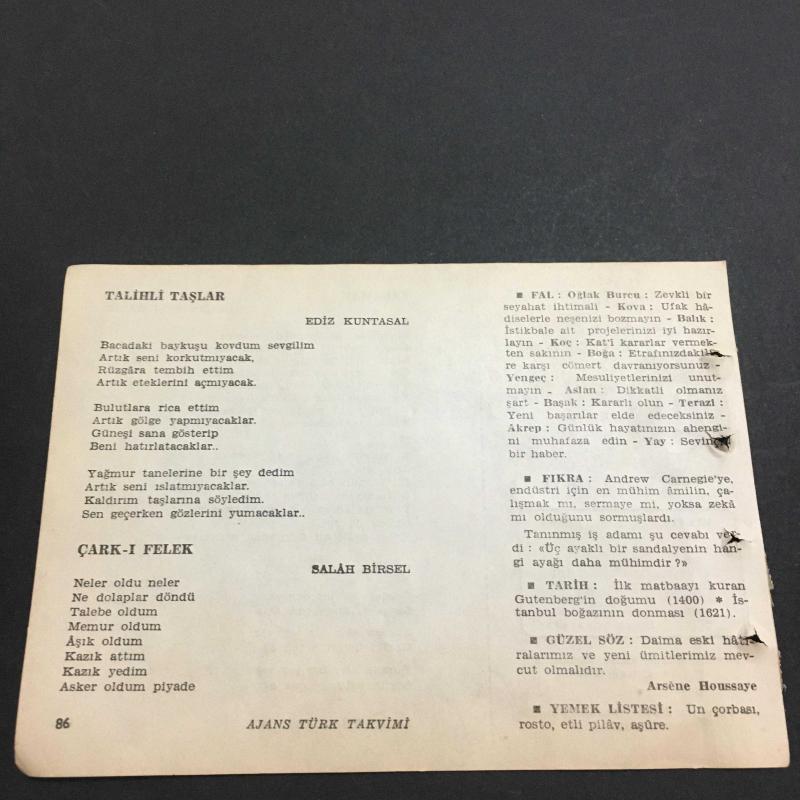 TALİHLİ TAŞLAR
EDİZ KUNTASAL
Bacadaki baykuşu kovdum sevgilim
Artık seni korkutmıyacak,
Rüzgâra tembih ettim
Artık eteklerini açmıyacak.
Bulutlara rica ettim
Artık gölge yapmıyacaklar.
Güneşi sana gösterip
Beni hatırlatacaklar..
Yağmur tanelerine bir şey dedim
Artık seni ıslatmıyacaklar.
Kaldırım taşlarına söyledim.
Sen geçerken gözlerini yumacaklar..
ÇARK-I FELEK
SALÂH BİRSEL
Neler oldu neler
Ne dolaplar döndü
Talebe oldum
Memur oldum
Âşık oldum
Kazık attım
Kazık yedim
Asker oldum piyade
86
AJANS TÜRK TAKVİMİ
■ FAL : Oğlak Burcu : Zevkli bir
seyahat ihtimali - Kova : Ufak hâ-
diselerle neşenizi bozmayın - Balık :
İstikbale ait projelerinizi iyi hazır-
layın - Koç : Kat'i kararlar vermek-
ten sakının - Boğa : Etrafınızdakile-
re karşı cömert davranıyorsunuz -
Yengeç : Mesuliyetlerinizi unut-
mayın - Aslan : Dikkatli olmanız
şart - Başak : Kararlı olun - Terazi :
Yeni başarılar elde edeceksiniz -
Akrep : Günlük hayatınızın ahengi-
ni muhafaza edin - Yay :
bir haber.
■ FIKRA : Andrew Carnegie'ye,
endüstri için en mühim âmilin, ça-
lışmak mı, sermaye mi, yoksa zekâ
mı olduğunu sormuşlardı.
Tanınmış iş adamı şu cevabı ver-
di : «Üç ayaklı bir sandalyenin han-
gi ayağı daha mühimdir ?»
■ TARİH : İlk matbaayı kuran
Gutenberg'in doğumu (1400) * İs-
tanbul boğazının donması (1621).
■ GÜZEL SÖZ : Daima eski hâtı-
ralarımız ve yeni ümitlerimiz mev-
cut olmalıdır.
Arsène Houssaye
■ YEMEK LİSTESİ : Un çorbası,
rosto, etli pilâv, aşûre.